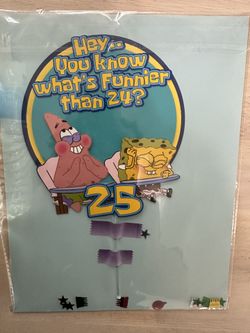 Hey...
You know
what's Funnier
than 24?
25